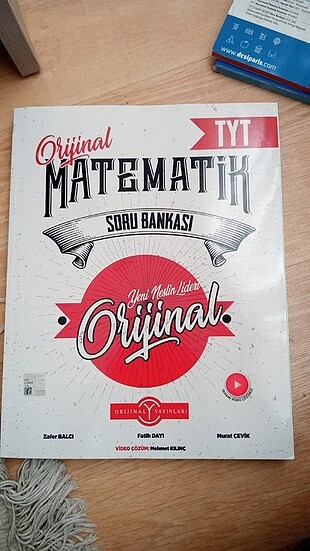 www.dcsiparis.com
TYT
Orijinal
MATEMATİK
SORU BANKASI
Yeni Neslin Lideri
Orijinal
ORİJİNAL YAYINLARI
Zafer BALCI
Fatih DAYI
Murat ÇEVİK
VİDEO ÇÖZÜM: Mehmet KILINÇ